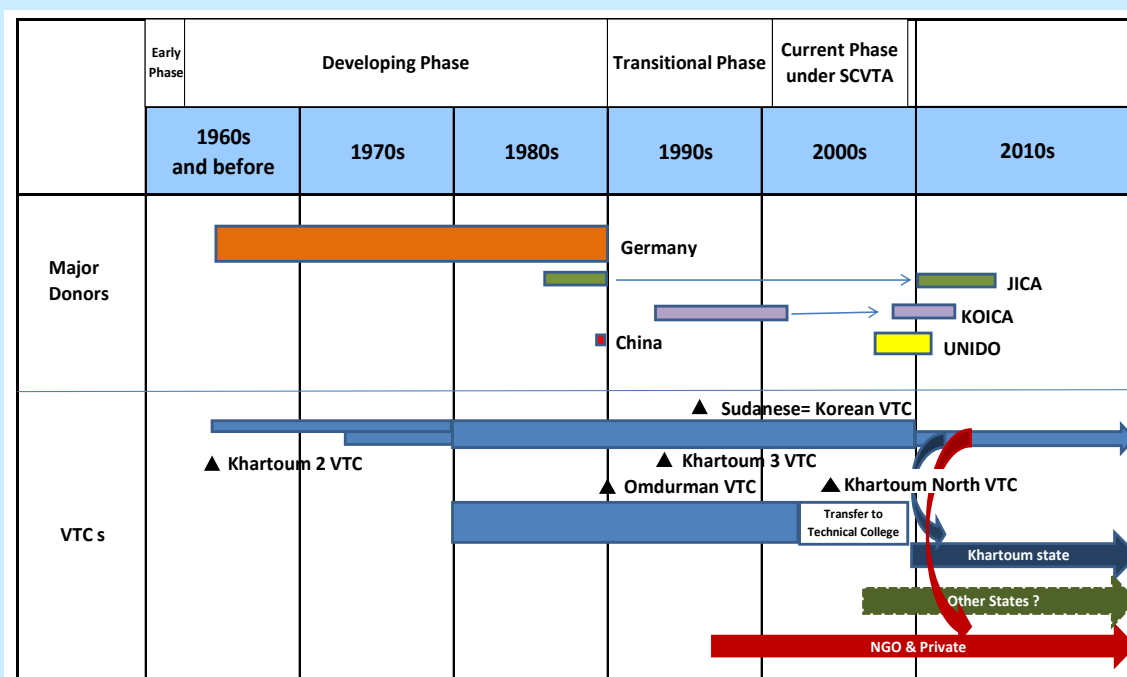 Early
Phase
Developing Phase
Transitional Phase
Current Phase
under SCVTA
1960s
and before
1970s
1980s
1990s
2000s
2010s
Major
Donors
Germany
JICA
KOICA
China
UNIDO
VTC s
Sudanese= Korean VTC
Khartoum 2 VTC
Khartoum 3 VTC
Omdurman VTC
Khartoum North VTC
Transfer to
Technical College
Khartoum state
Other States ?
NGO & Private